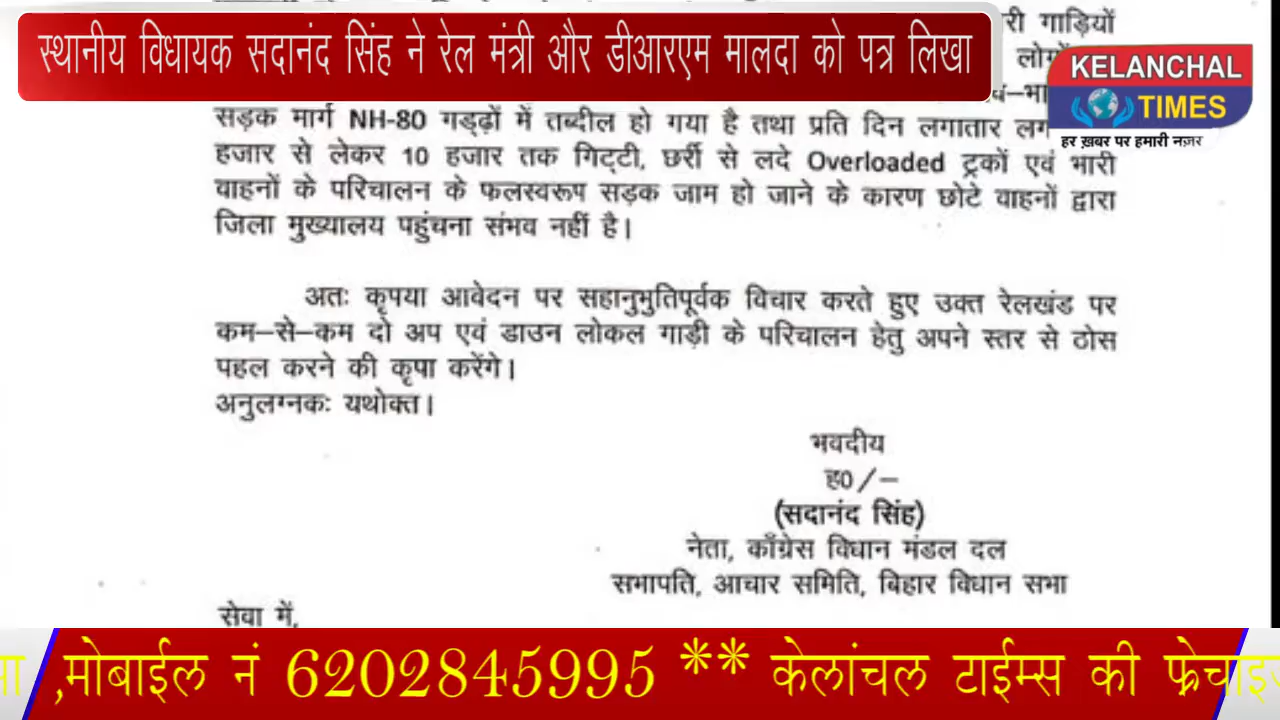 स्थानीय विधायक सदानंद सिंह ने रेल मंत्री और डीआरएम मालदा को पत्र लिखा
री गाड़ियों
KELANCHAL
TIMES
हर ख़बर पर हमारी नज़र
सड़क मार्ग NH-80 गड्ढ़ों में तब्दील हो गया है तथा प्रति दिन लगातार लग
हजार से लेकर 10 हजार तक गिट्टी, छर्री से लदे Overloaded ट्रकों एवं भारी
वाहनों के परिचालन के फलस्वरूप सड़क जाम हो जाने के कारण छोटे वाहनों द्वारा
जिला मुख्यालय पहुंचना संभव नहीं है।
अतः कृपया आवेदन पर सहानुभुतिपूर्वक विचार करते हुए उक्त रेलखंड पर
कम–से–कम दो अप एवं डाउन लोकल गाड़ी के परिचालन हेतु अपने स्तर से ठोस
पहल करने की कृपा करेंगे।
अनुलग्नकः यथोक्त।
भवदीय
ह0/–
(सदानंद सिंह)
नेता, काँग्रेस विधान मंडल दल
सभापति, आचार समिति, बिहार विधान सभा
सेवा में,
,मोबाईल नं 6202845995 ** केलांचल टाईम्स की फ्रेचाइज